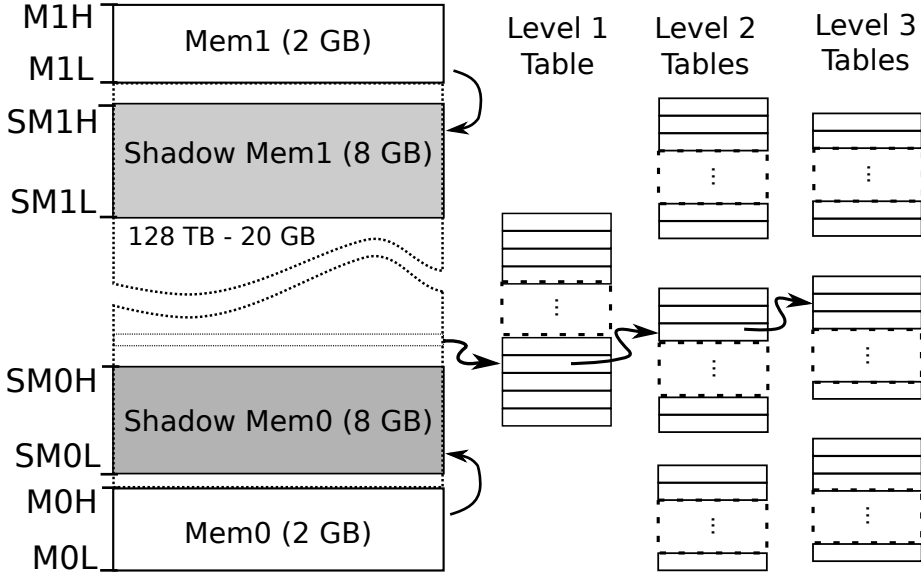 M1H
Mem1 (2 GB)
M1L
SM1H
Shadow Mem1 (8 GB)
SM1L
128 TB - 20 GB
SM0H
Shadow Mem0 (8 GB)
SM0L
M0H
Mem0 (2 GB)
M0L
Level 1
Table
...
Level 2
Tables
...
...
...
Level 3
Tables
...
...
...